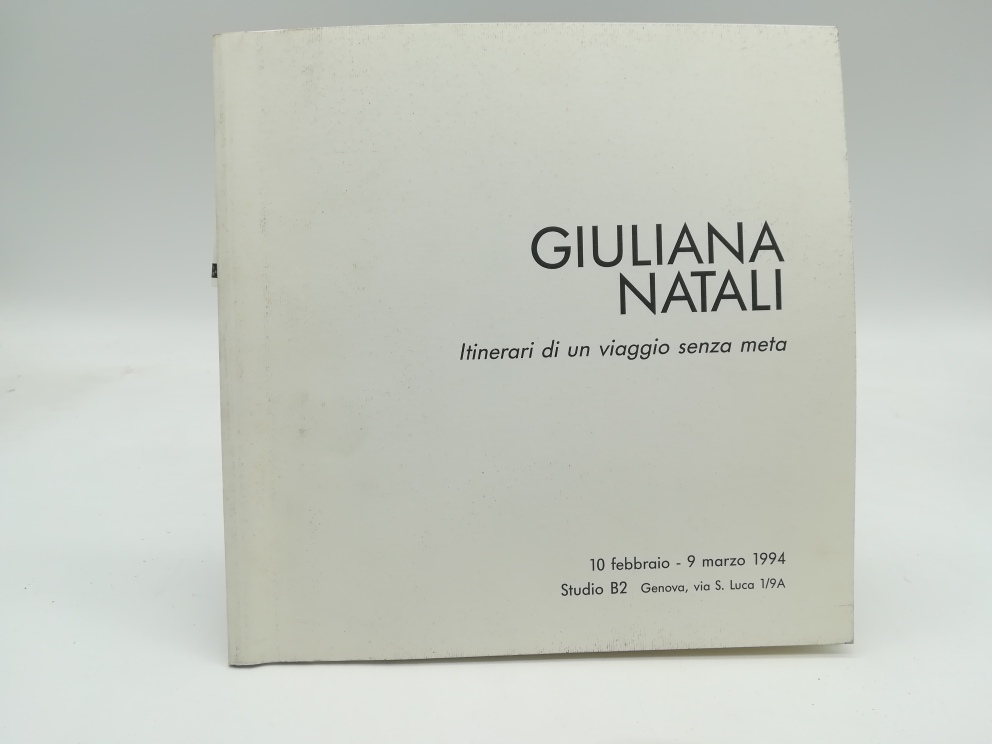 GIULIANA
NATALI
Itinerari di un viaggio senza meta
10 febbraio - 9 marzo 1994
Studio B2 Genova, via S. Luca 1/9A